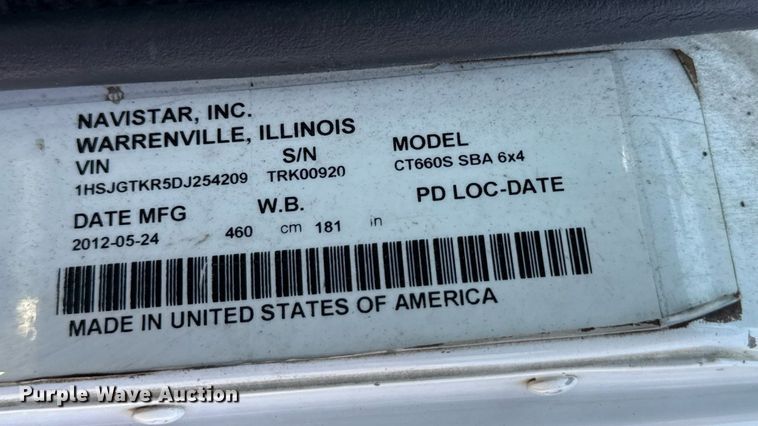 NAVISTAR, INC.
WARRENVILLE, ILLINOIS
VIN S/N MODEL
1HSJGTKR5DJ254209 TRK00920 CT660S SBA 6x4
DATE MFG W.B. PD LOC-DATE
2012-05-24 460 cm 181 in
MADE IN UNITED STATES OF AMERICA
Purple Wave Auction